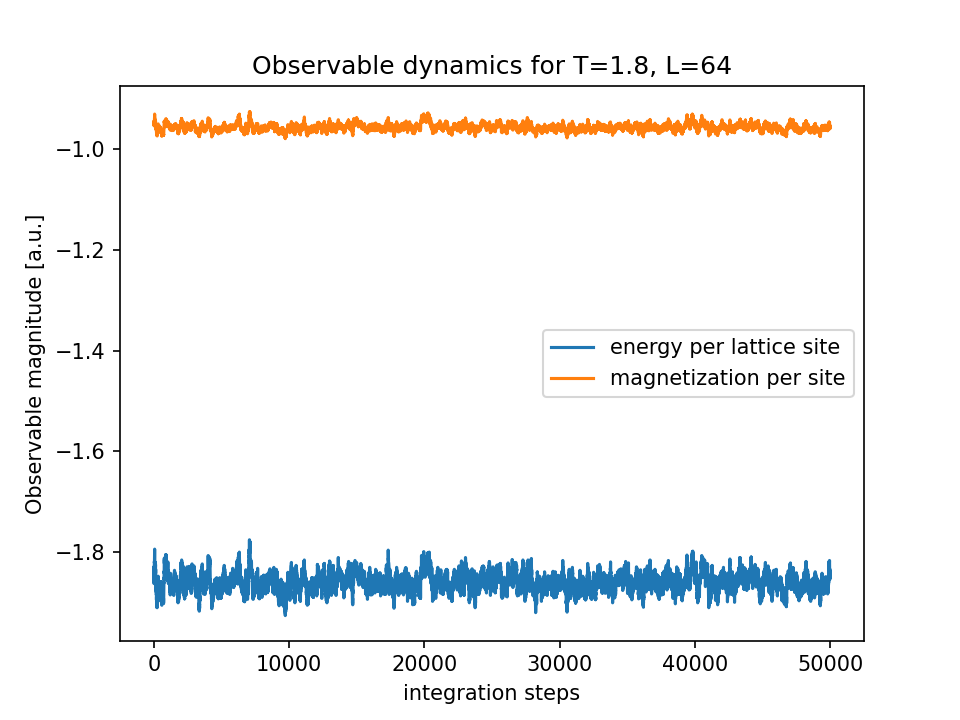 Observable dynamics for T=1.8, L=64
Observable magnitude [a.u.]
−1.0
−1.2
−1.4
−1.6
−1.8
energy per lattice site
magnetization per site
0
10000
20000
30000
40000
50000
integration steps